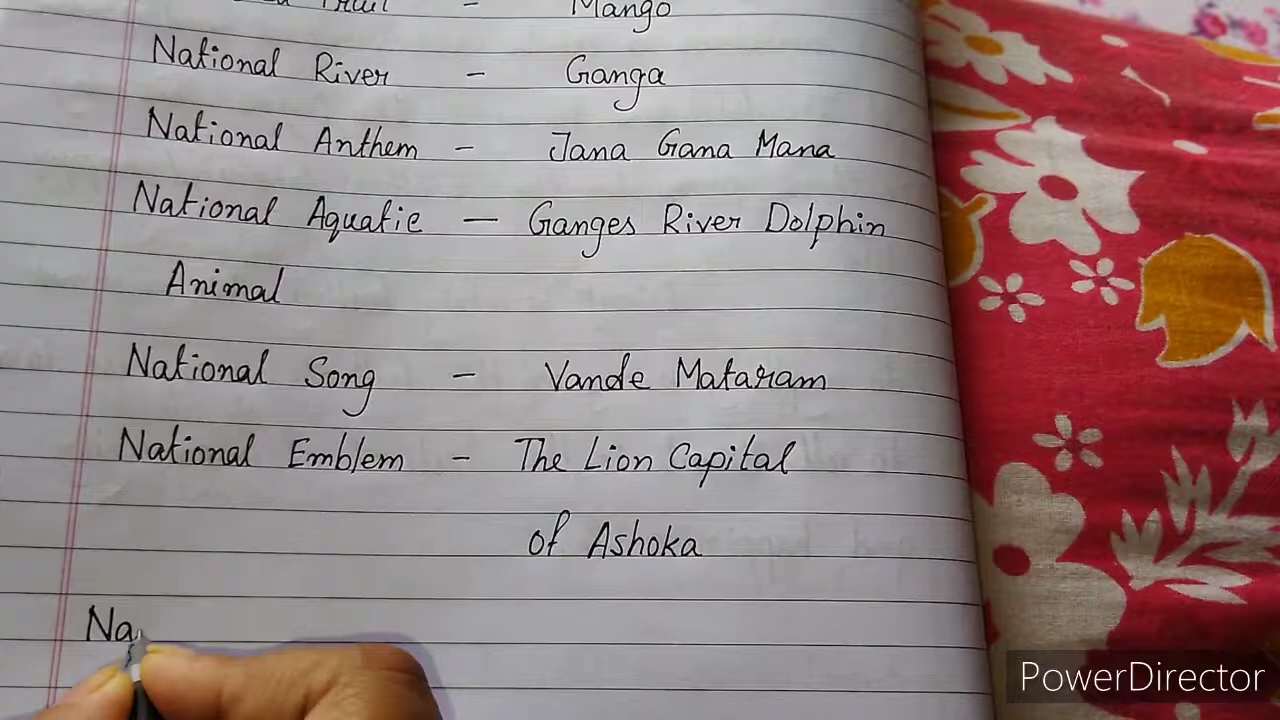 Mango
National River - Ganga
National Anthem - Jana Gana Mana
National Aquatic — Ganges River Dolphin
Animal
National Song - Vande Mataram
National Emblem - The Lion Capital
of Ashoka
Na
PowerDirector